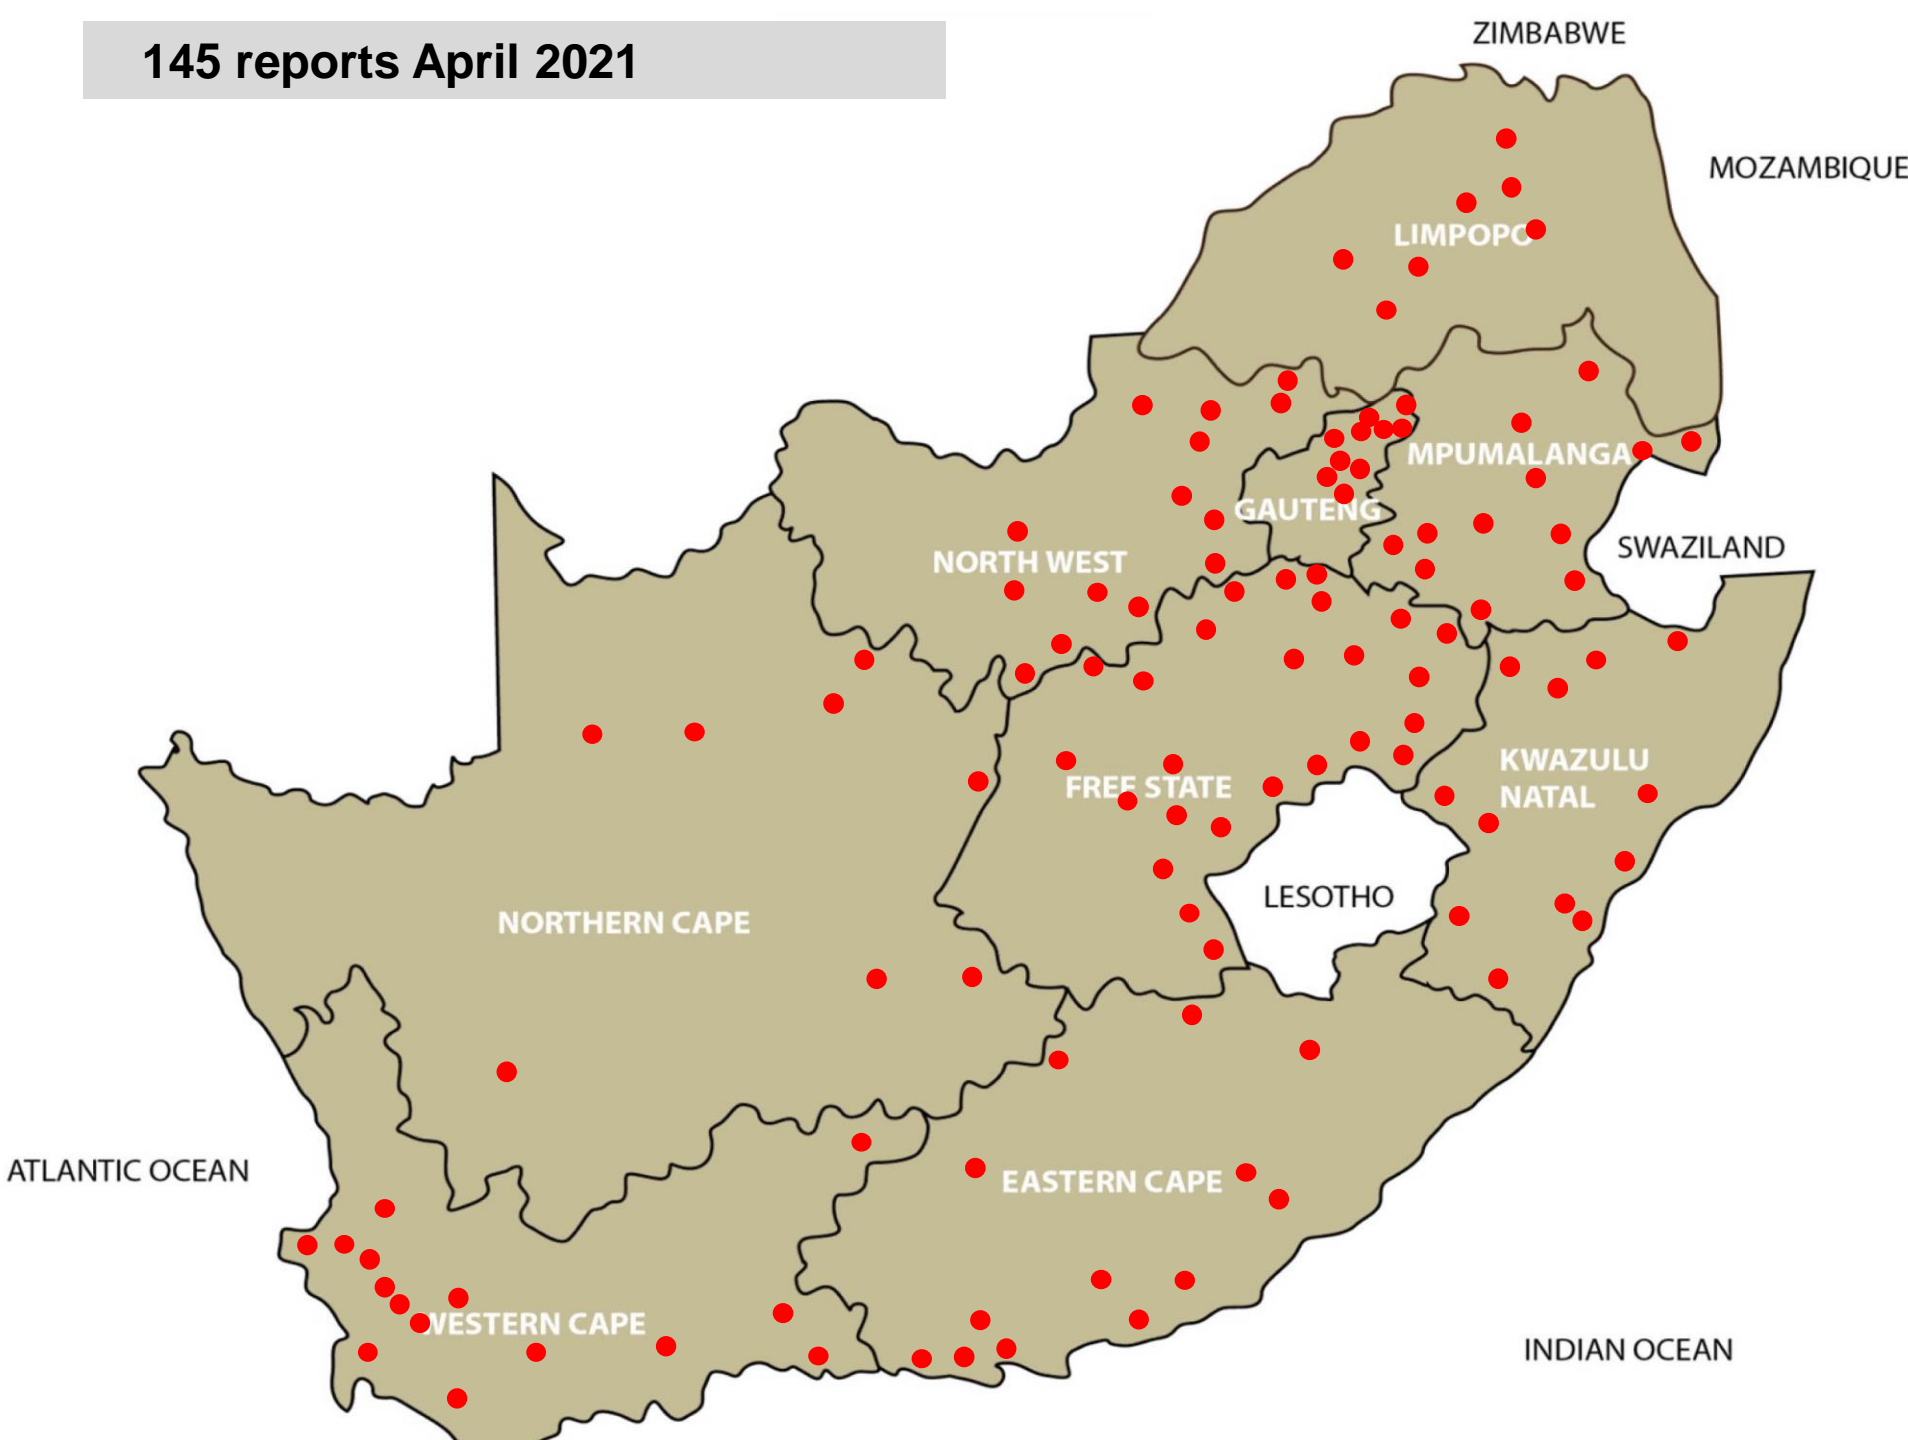 145 reports April 2021
ZIMBABWE
MOZAMBIQUE
LIMPOPO
MPUMALANGA
GAUTENG
SWAZILAND
NORTH WEST
KWAZULU
NATAL
FREE STATE
LESOTHO
NORTHERN CAPE
ATLANTIC OCEAN
EASTERN CAPE
WESTERN CAPE
INDIAN OCEAN